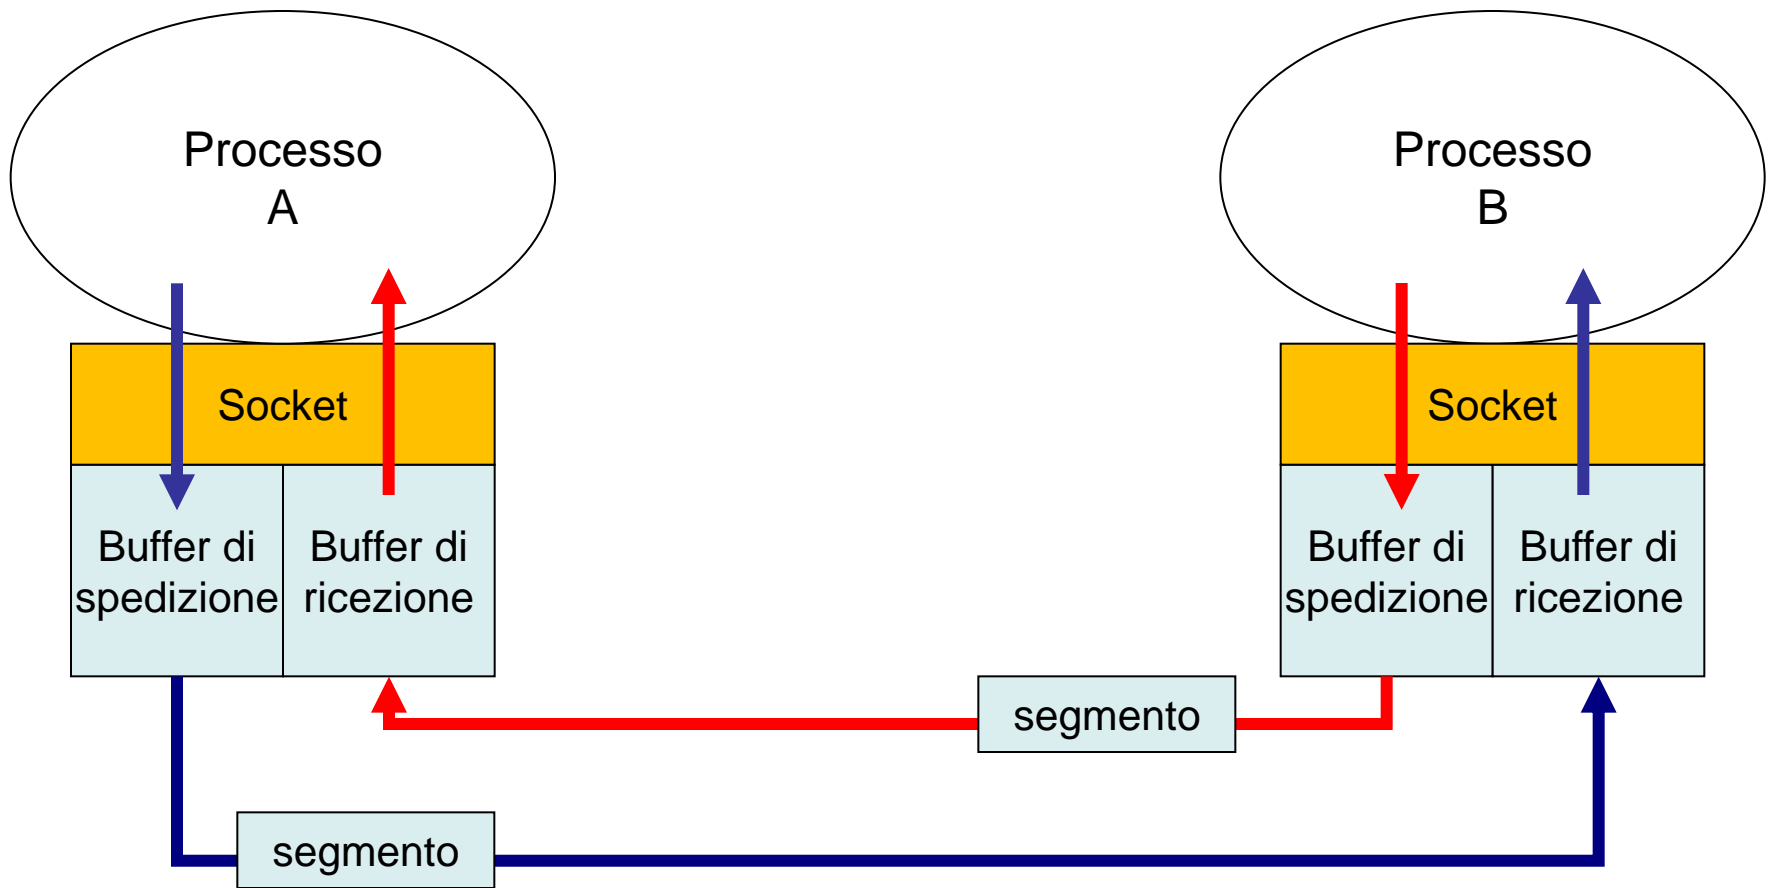 Processo
A
Processo
B
Socket
Socket
Buffer di
spedizione
Buffer di
ricezione
Buffer di
spedizione
Buffer di
ricezione
segmento
segmento